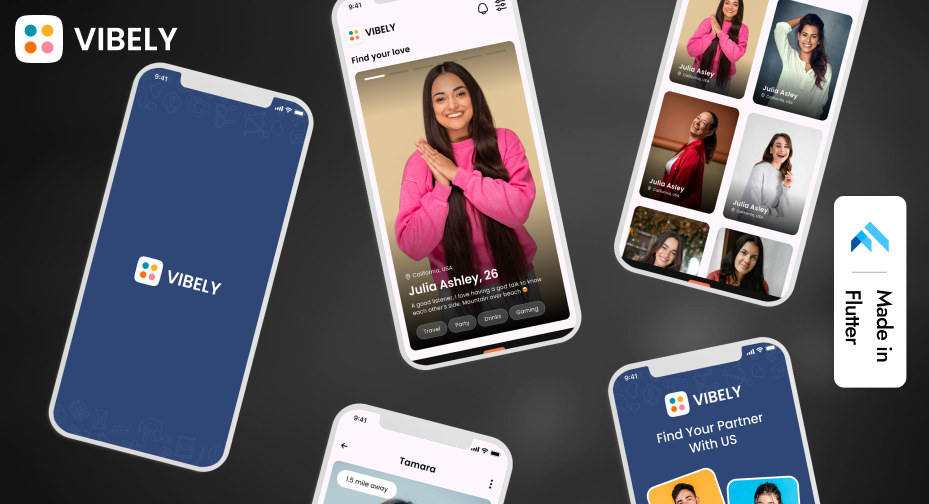 VIBELY
9:41
VIBELY
9:41
VIBELY
Find your love
California, USA
Julia Ashley, 26
A good listener. I love having a god talk to know
each other's side. Mountain over beach
Travel
Party
Drinks
Gaming
Julia Asley
California, USA
Julia Asley
California, USA
Julia Asley
California, USA
Julia Asley
California, USA
Made in
Flutter
9:41
Tamara
1.5 mile away
9:41
VIBELY
Find Your Partner
With US